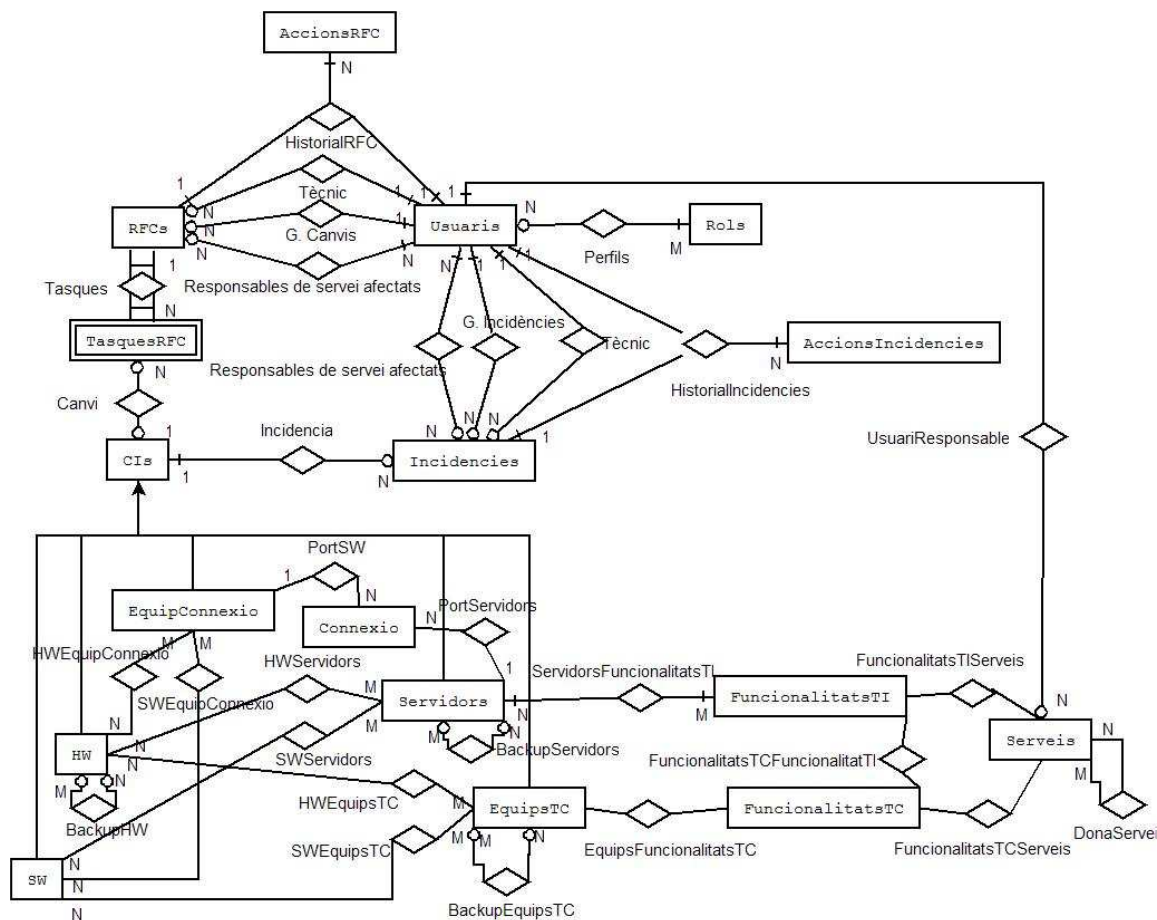 AccionsRFC
N
HistorialRFC
1
N
Tècnic
1
1
1
N
RFCs
N
G. Canvis
1
Usuaris
N
Perfils
M
Rols
N
Responsables de servei afectats
N
1
N
1
1
1
Tasques
N
TasquesRFC
N
G. Incidències
Tècnic
AccionsIncidencies
N
Responsables de servei afectats
HistorialIncidencies
Canvi
1
Incidencia
N
N
N
1
UsuariResponsable
CIs
1
N
Incidencies
PortSW
1
EquipConnexio
N
Connexio
N
PortServidors
M
M
HWEquipConnexio
HWServidors
1
ServidorsFuncionalitatsTI
FuncionalitatsTIServeis
SWEquipConnexio
M
Servidors
M
N
M
FuncionalitatsTI
N
Serveis
N
N
HW
N
N
SWServidors
M
N
BackupServidors
FuncionalitatsTCFuncionalitatTI
M
M
N
BackupHW
HWEquipsTC
M
EquipsTC
FuncionalitatsTC
DonaServei
M
M
N
SWEquipsTC
EquipsFuncionalitatsTC
FuncionalitatsTCServeis
N
SW
N
N
BackupEquipsTC